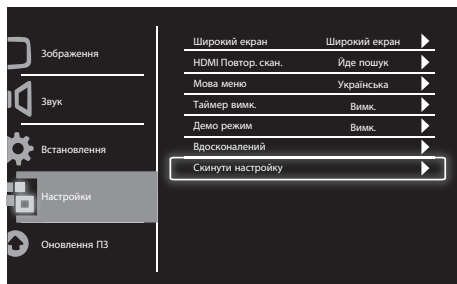 Зображення
Звук
Встановлення
Настройки
Оновлення ПЗ
Широкий екран Широкий екран
HDMI Повтор. скан. Йде пошук
Мова меню Українська
Таймер вимк. Вимк.
Демо режим Вимк.
Вдосконалений
Скинути настройку